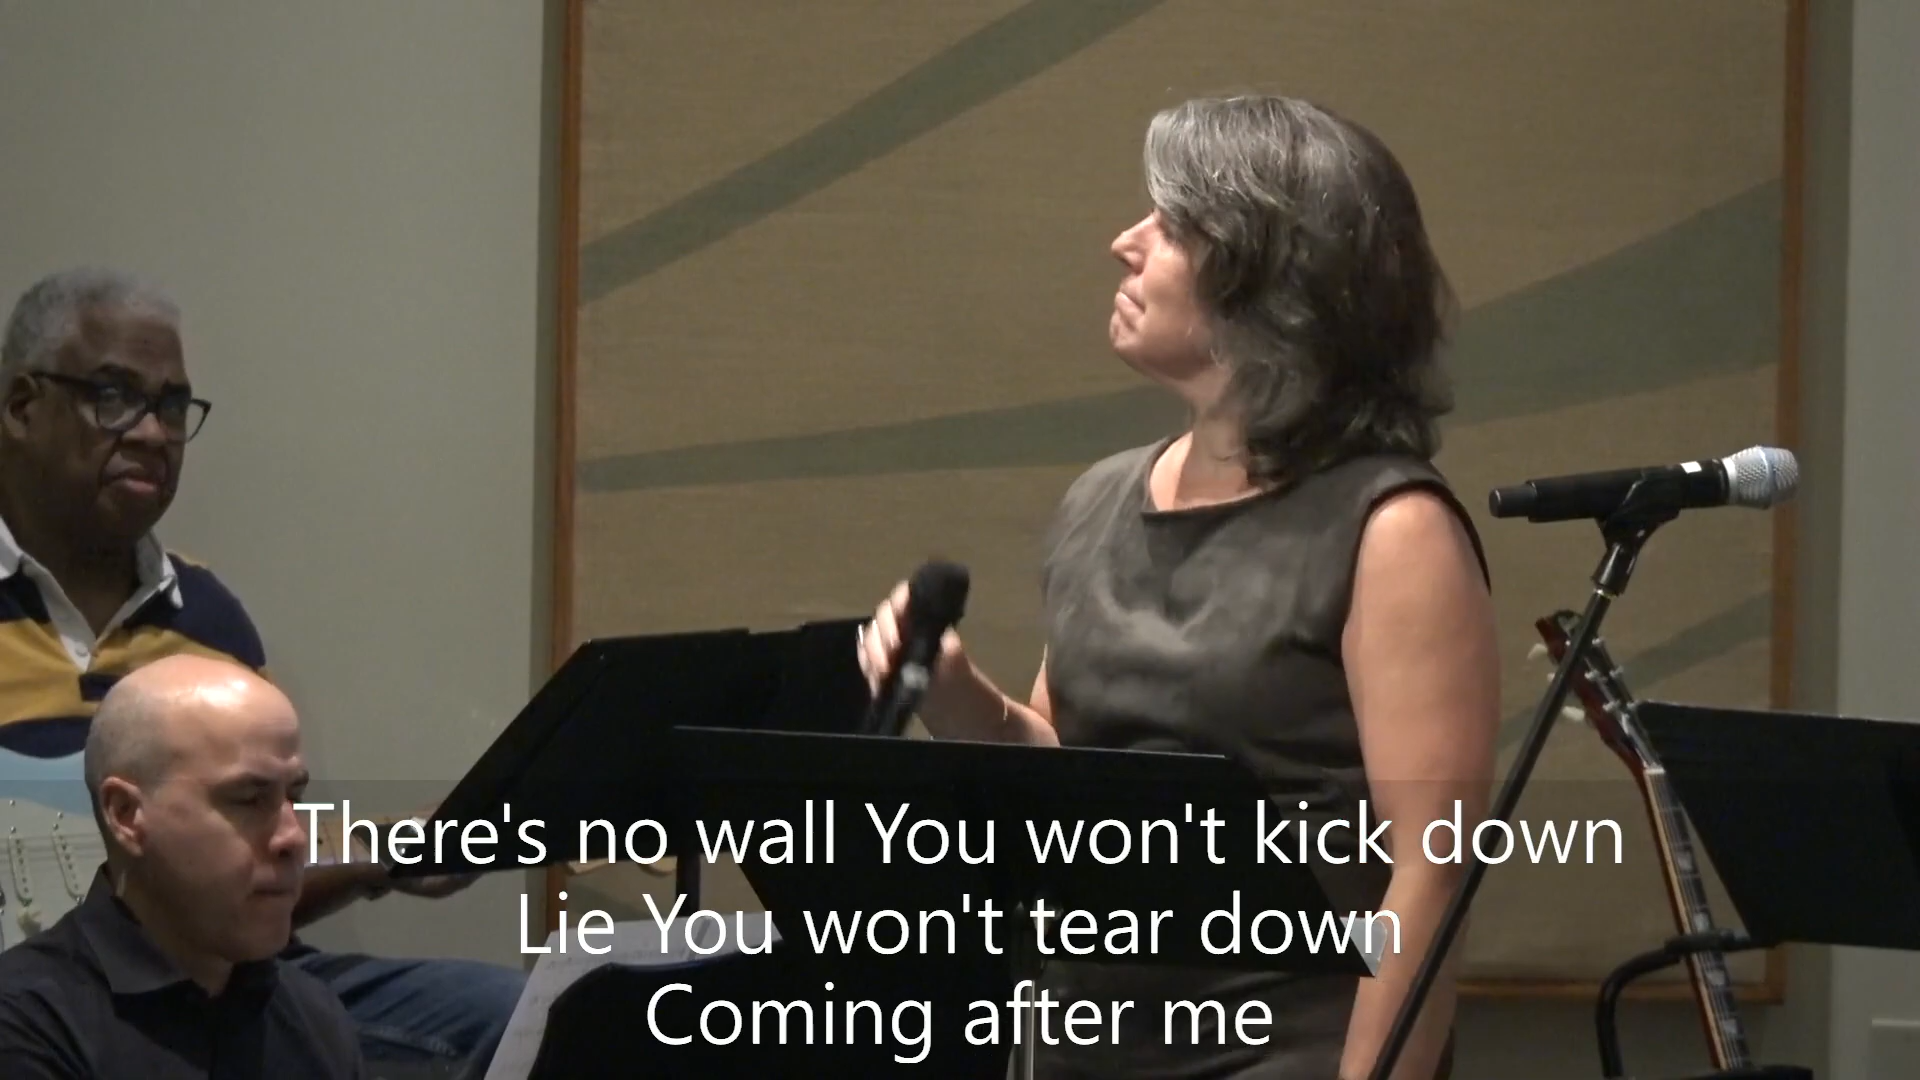 There's no wall You won't kick down
Lie You won't tear down
Coming after me